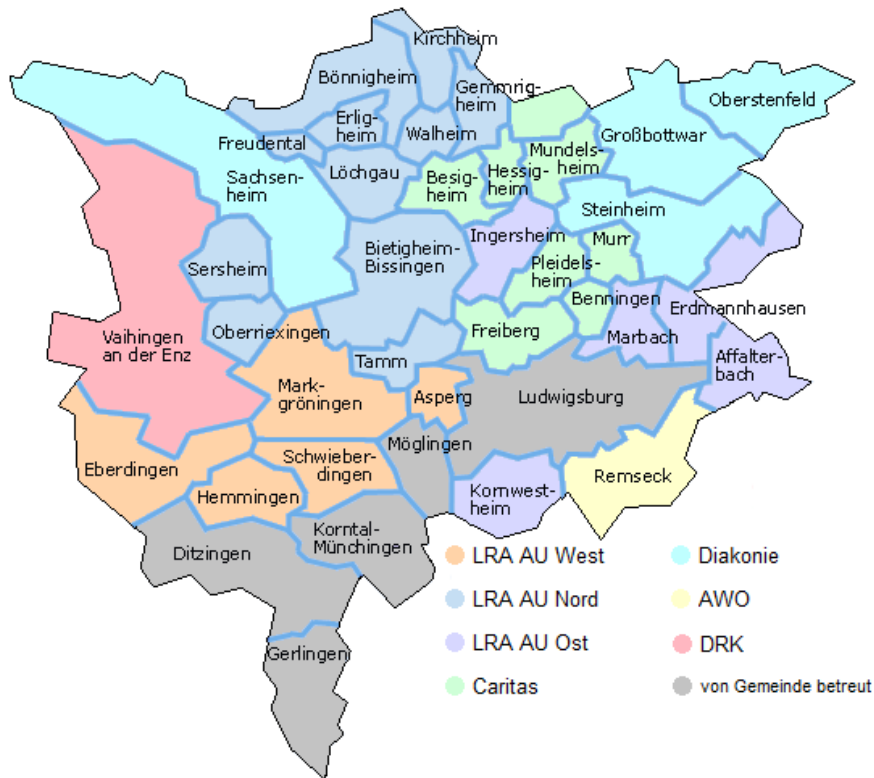 Kirchheim
Bönnigheim
Gemmrig-
heim
Oberstenfeld
Erlig-
heim
Großbottwar
Freudental
Walheim
Mundels-
heim
Sachsen-
heim
Löchgau
Besig-
heim
Hessig-
heim
Steinheim
Ingersheim
Murr
Sersheim
Bietigheim-
Bissingen
Pleidels-
heim
Benningen
Erdmannhausen
Oberriexingen
Freiberg
Marbach
Vaihingen
an der Enz
Tamm
Affalter-
bach
Mark-
gröningen
Asperg
Ludwigsburg
Möglingen
Eberdingen
Schwieber-
dingen
Remseck
Hemmingen
Kornwest-
heim
Korntal-
Münchingen
Ditzingen
Gerlingen
LRA AU West
LRA AU Nord
LRA AU Ost
Caritas
Diakonie
AWO
DRK
von Gemeinde betreut